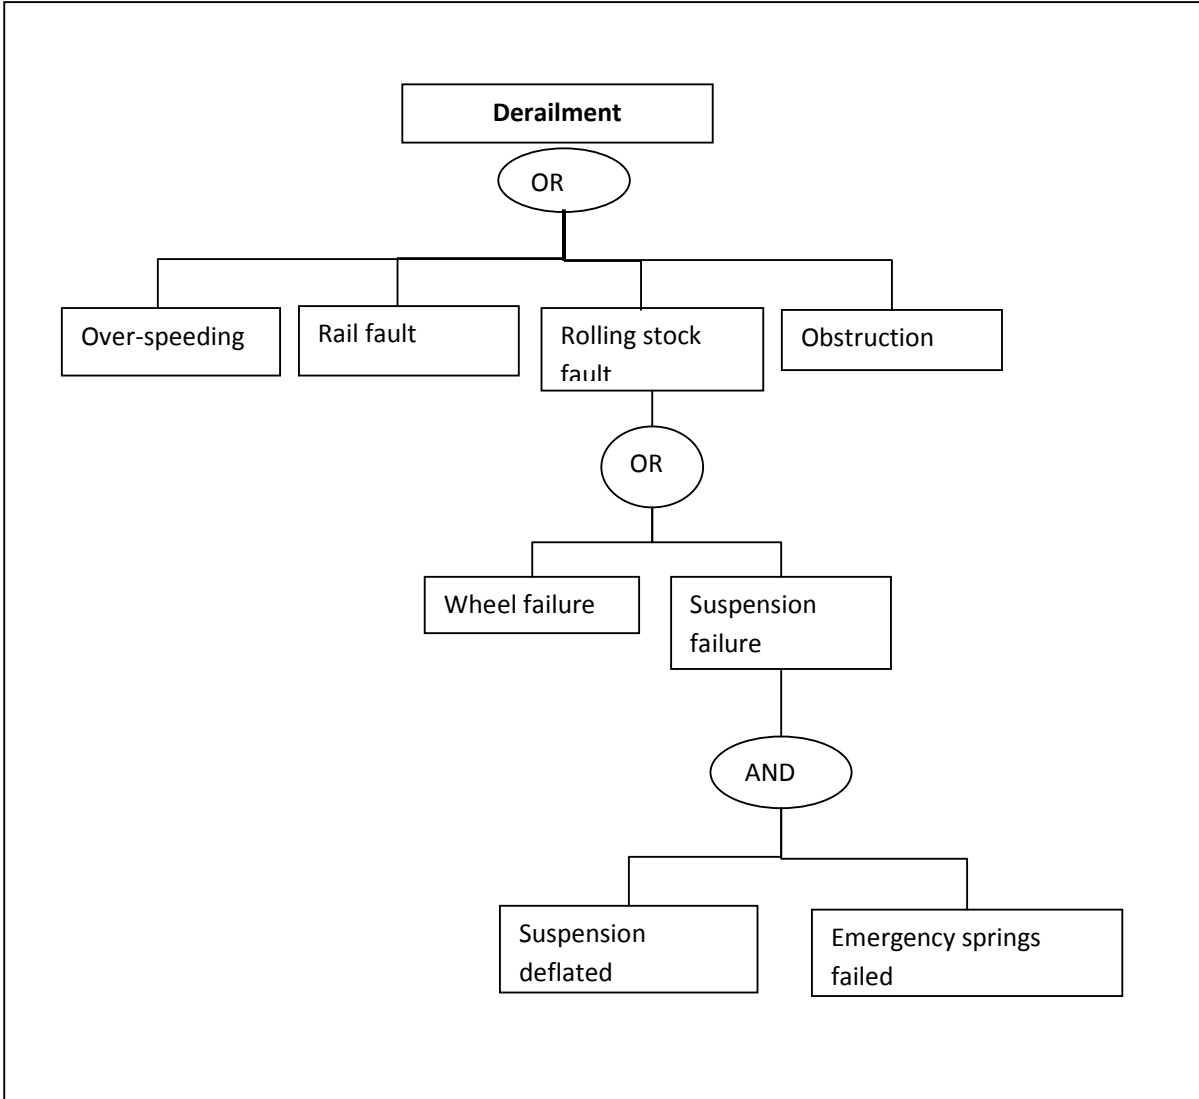 Derailment
OR
Over-speeding
Rail fault
Rolling stock
fault
Obstruction
OR
Wheel failure
Suspension
failure
AND
Suspension
deflated
Emergency springs
failed